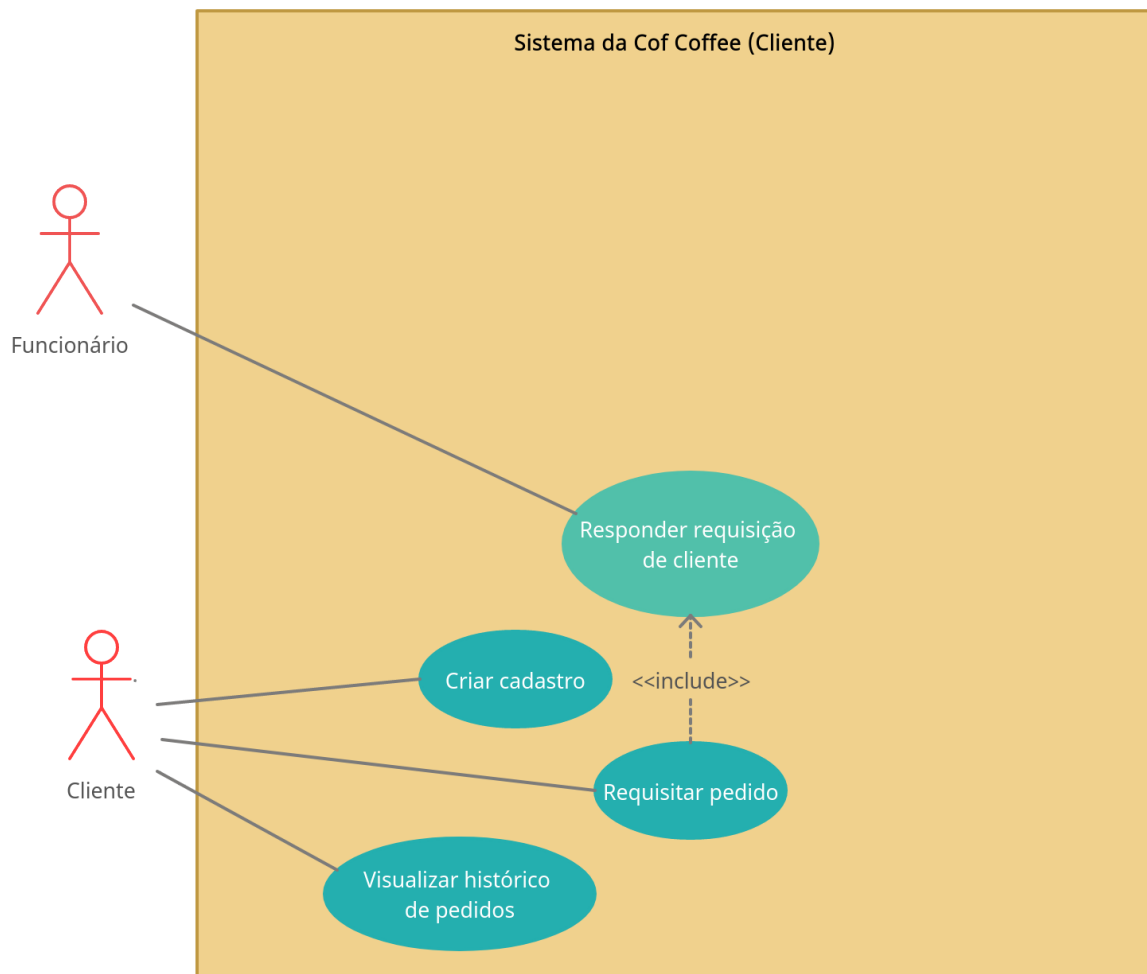 Sistema da Cof Coffee (Cliente)
Funcionário
Responder requisição
de cliente
Criar cadastro
<<include>>
Cliente
Requisitar pedido
Visualizar histórico
de pedidos